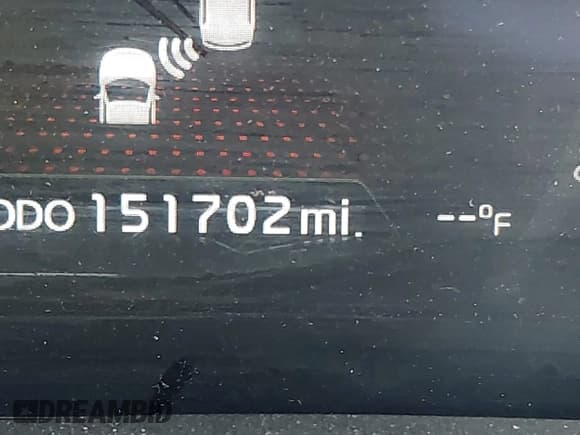 ODO 151702 mi.
--°F
DREAMBID